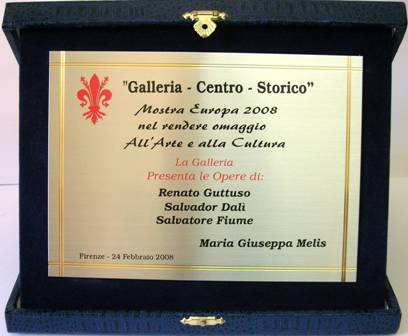 "Galleria - Centro - Storico"
Mostra Europa 2008
nel rendere omaggio
All'Arte e alla Cultura
La Galleria
Presenta le Opere di:
Renato Guttuso
Salvador Dalì
Salvatore Fiume
Maria Giuseppa Melis
Firenze - 24 Febbraio 2008